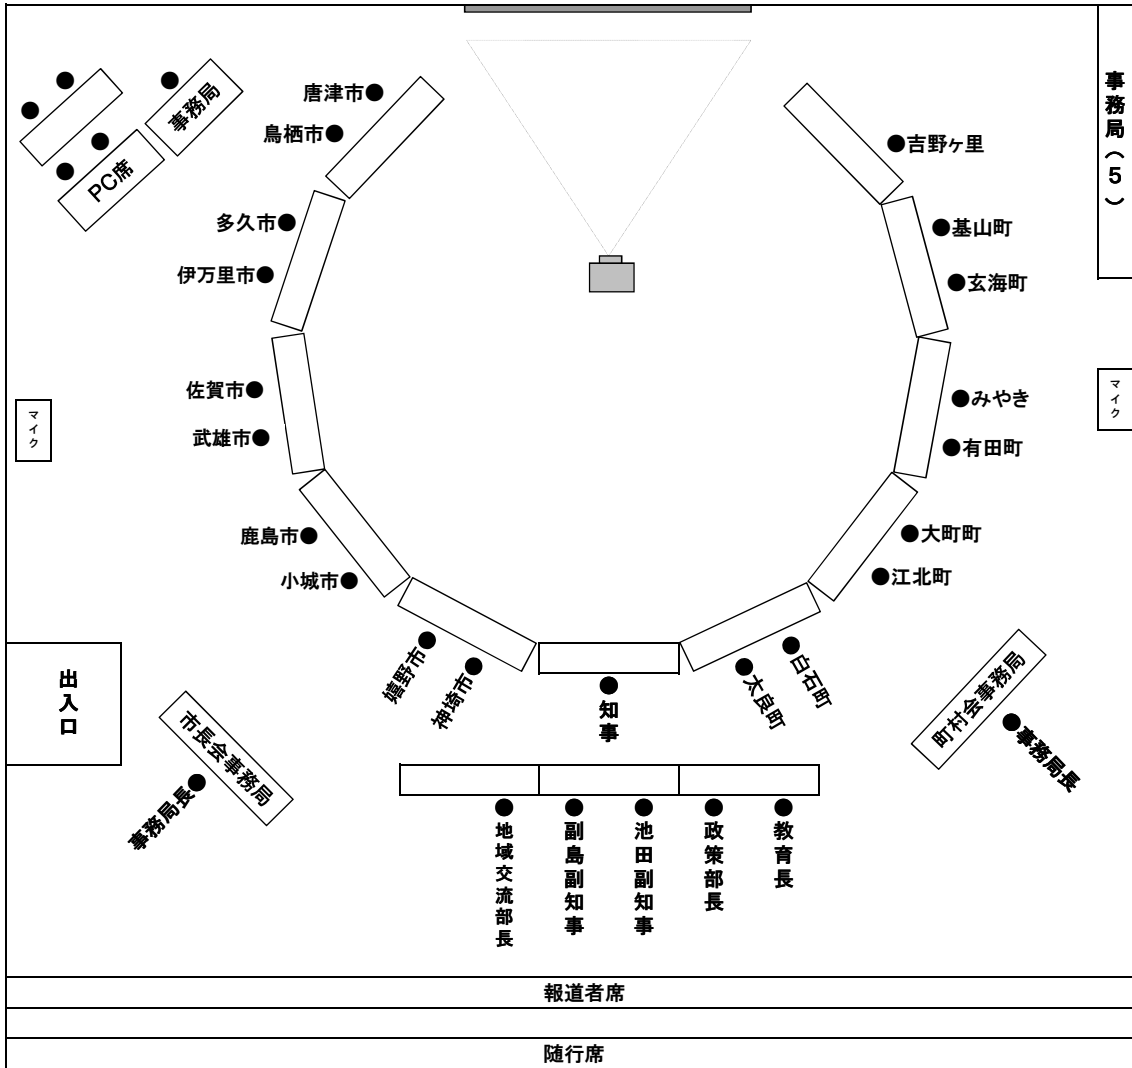 事務局
PC席
事務局(5)
唐津市
鳥栖市
多久市
伊万里市
佐賀市
武雄市
鹿島市
小城市
嬉野市
神埼市
知事
太良町
白石町
江北町
大町町
有田町
みやき
玄海町
基山町
吉野ヶ里
マイク
マイク
出入口
市長会事務局
事務局長
町村会事務局
事務局長
地域交流部長
副島副知事
池田副知事
政策部長
教育長
報道者席
随行席